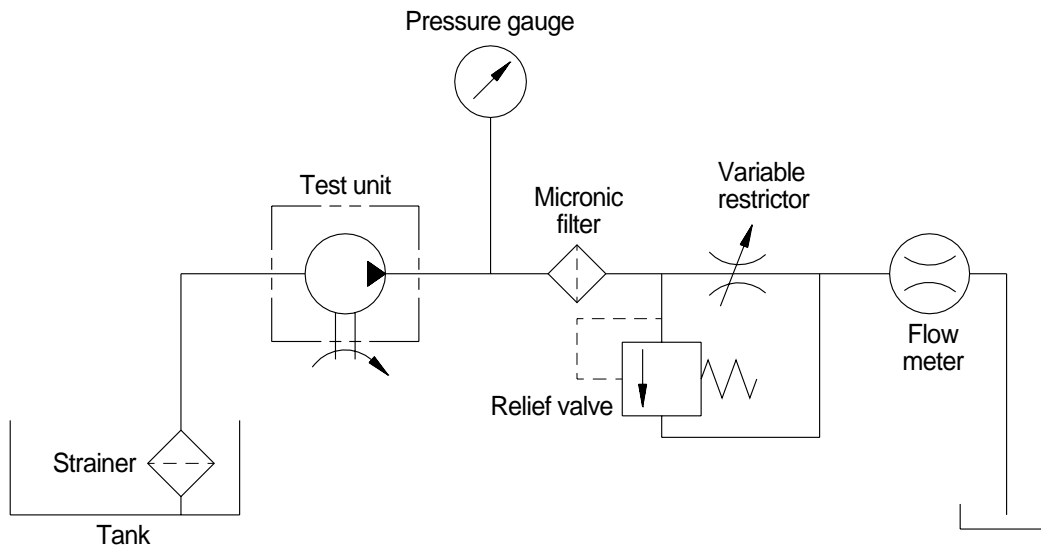 Pressure gauge
Test unit
Micronic
filter
Variable
restrictor
Flow
meter
Relief valve
Strainer
Tank